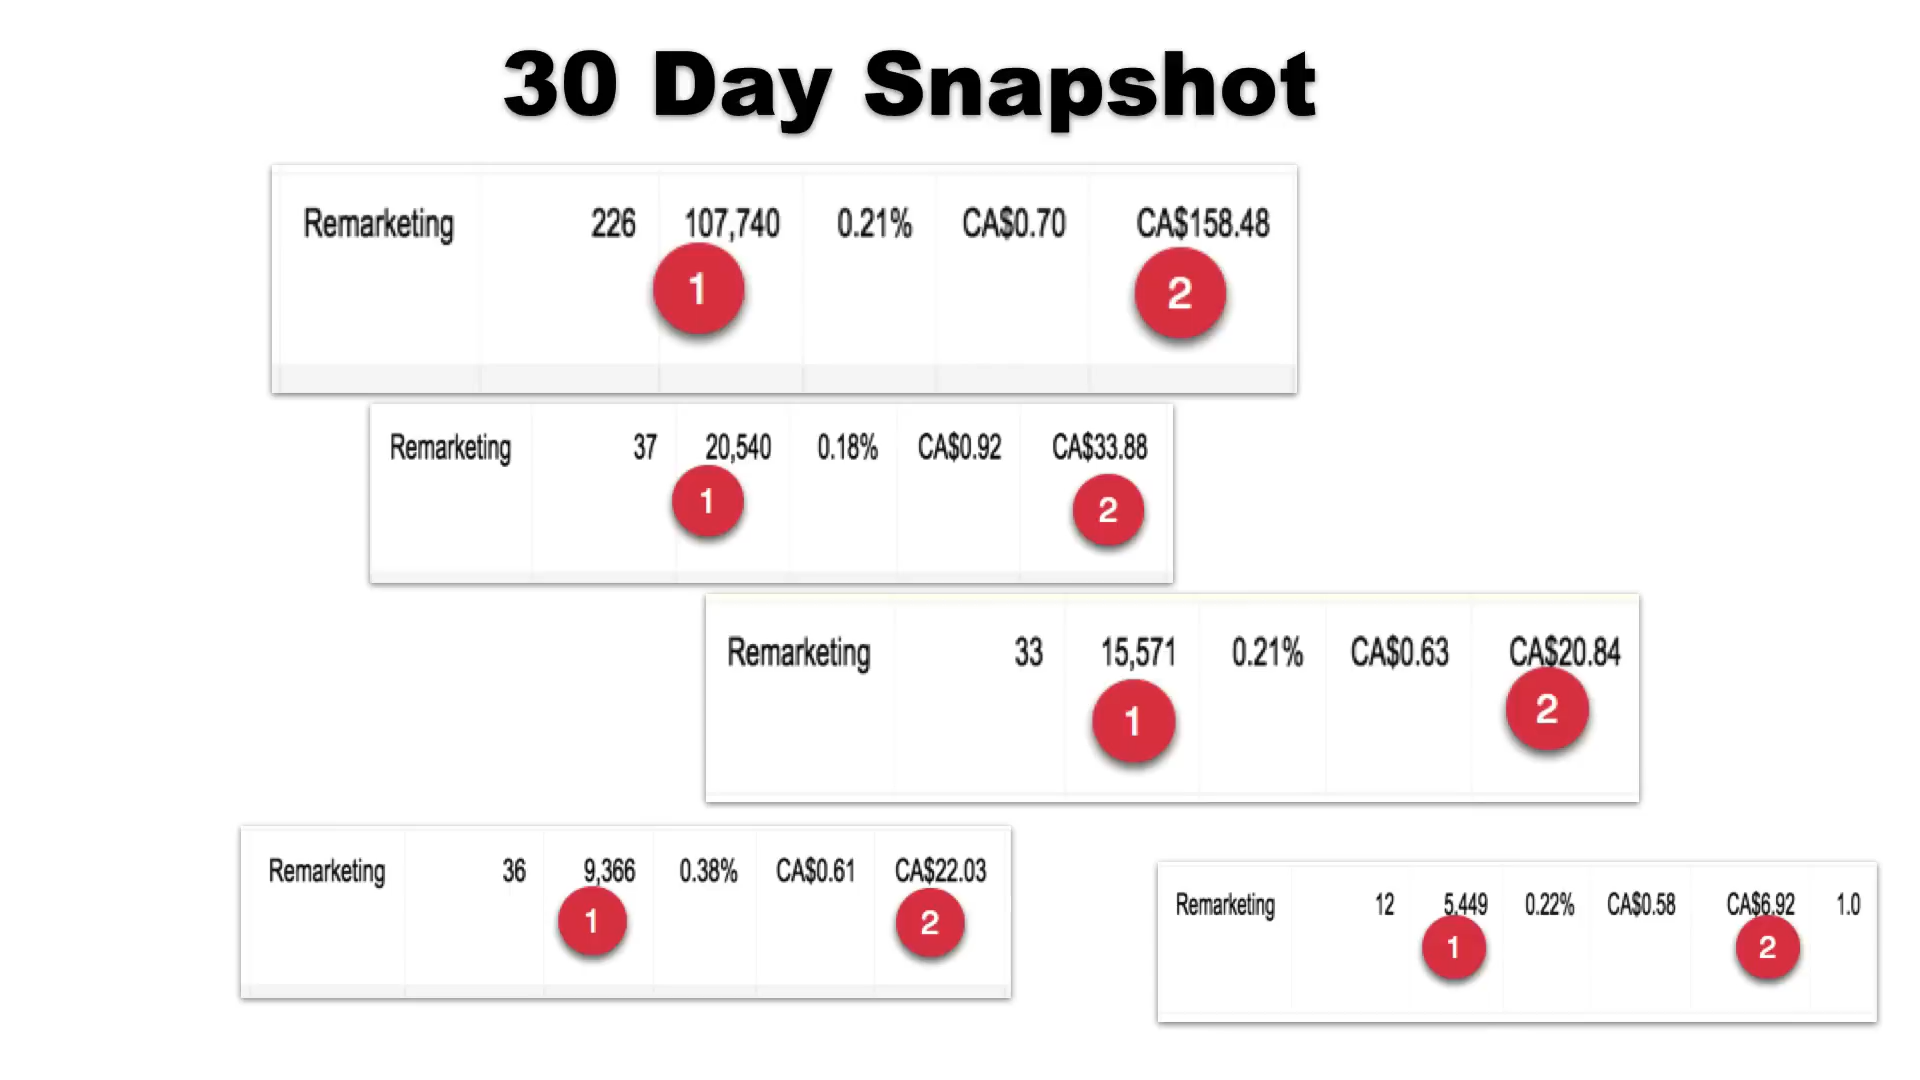 30 Day Snapshot
Remarketing 226 107,740 0.21% CA$0.70 CA$158.48
1 2
Remarketing 37 20,540 0.18% CA$0.92 CA$33.88
1 2
Remarketing 33 15,571 0.21% CA$0.63 CA$20.84
1 2
Remarketing 36 9,366 0.38% CA$0.61 CA$22.03
1 2
Remarketing 12 5,449 0.22% CA$0.58 CA$6.92 1.0
1 2